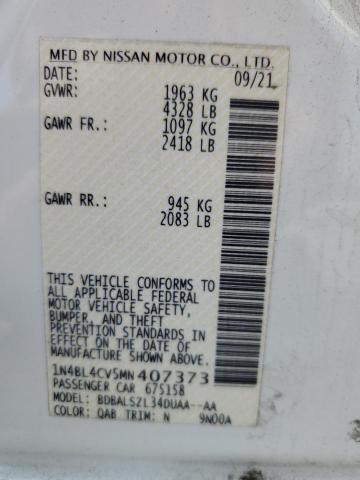 MFD BY NISSAN MOTOR CO., LTD.
DATE: 09/21
GVWR: 1963 KG
4328 LB
GAWR FR: 1097 KG
2418 LB
GAWR RR: 945 KG
2083 LB
THIS VEHICLE CONFORMS TO
ALL APPLICABLE FEDERAL
MOTOR VEHICLE SAFETY,
BUMPER, AND THEFT
PREVENTION STANDARDS IN
EFFECT ON THE DATE OF
MANUFACTURE SHOWN ABOVE.
1N4BL4CV5MN407373
PASSENGER CAR 675158
MODEL: BDBALSZL34DUAA--AA
COLOR: QAB TRIM: N 9N00A